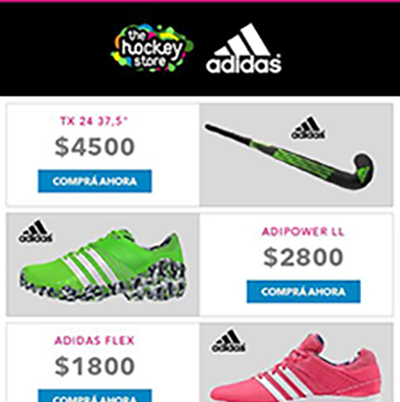 the
hockey
store
adidas
TX 24 37,5"
$4500
COMPRÁ AHORA
adidas
adidas
ADIPOWER LL
$2800
COMPRÁ AHORA
ADIDAS FLEX
$1800
COMPRÁ AHORA
adidas